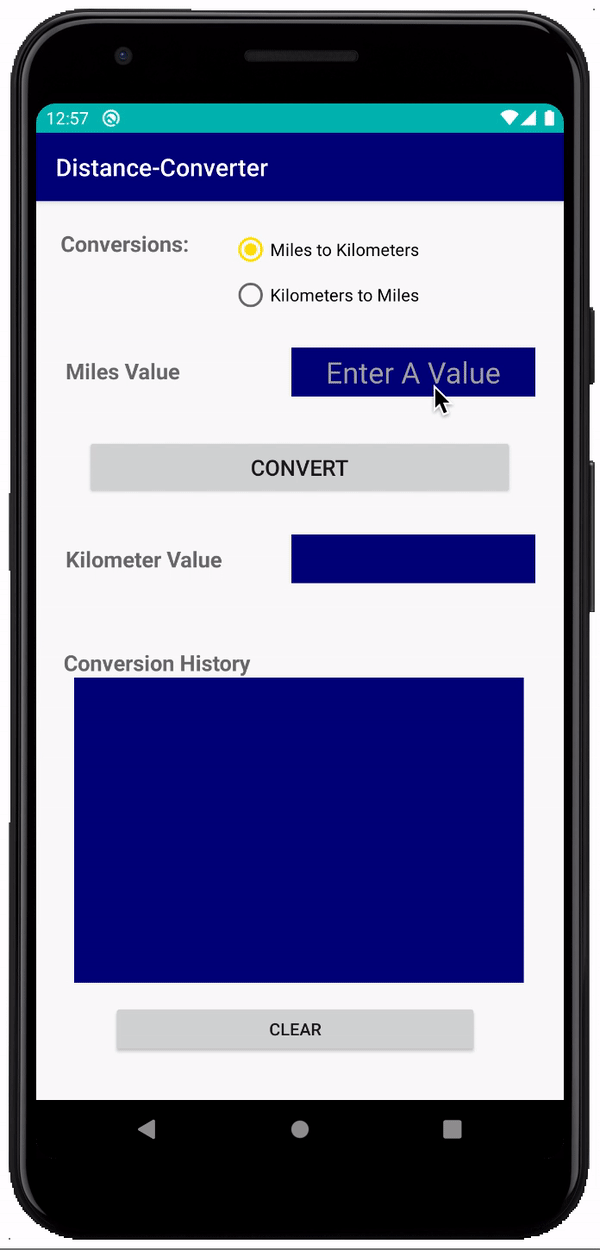 12:57
Distance-Converter
Conversions:
Miles to Kilometers
Kilometers to Miles
Miles Value
Enter A Value
CONVERT
Kilometer Value
Conversion History
CLEAR